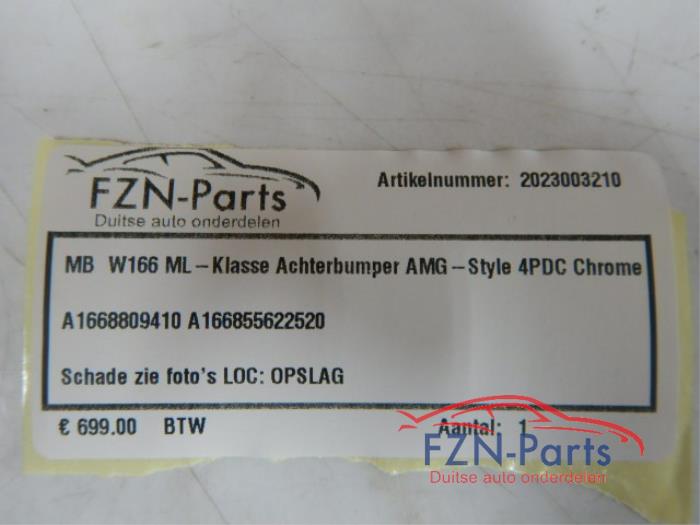 FZN-Parts
Duitse auto onderdelen
Artikelnummer: 2023003210
MB W166 ML-Klasse Achterbumper AMG-Style 4PDC Chrome
A1668809410 A166855622520
Schade zie foto's LOC: OPSLAG
€ 699.00 BTW
Aantal: 1
FZN-Parts
Duitse auto onderdelen